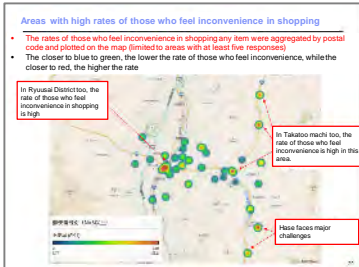 Areas with high rates of those who feel inconvenience in shopping
• The rates of those who feel inconvenience in shopping any item were aggregated by postal
code and plotted on the map (limited to areas with at least five responses)
• The closer to blue to green, the lower the rate of those who feel inconvenience, while the
closer to red, the higher the rate
In Ryusai District too, the
rate of those who feel
inconvenience in shopping
is high
In Takatoo machi too, the
rate of those who feel
inconvenience is high in this
area.
Hase faces major
challenges